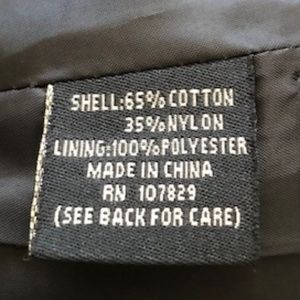 SHELL:65% COTTON
35% NYLON
LINING:100% POLYESTER
MADE IN CHINA
RN 107829
(SEE BACK FOR CARE)